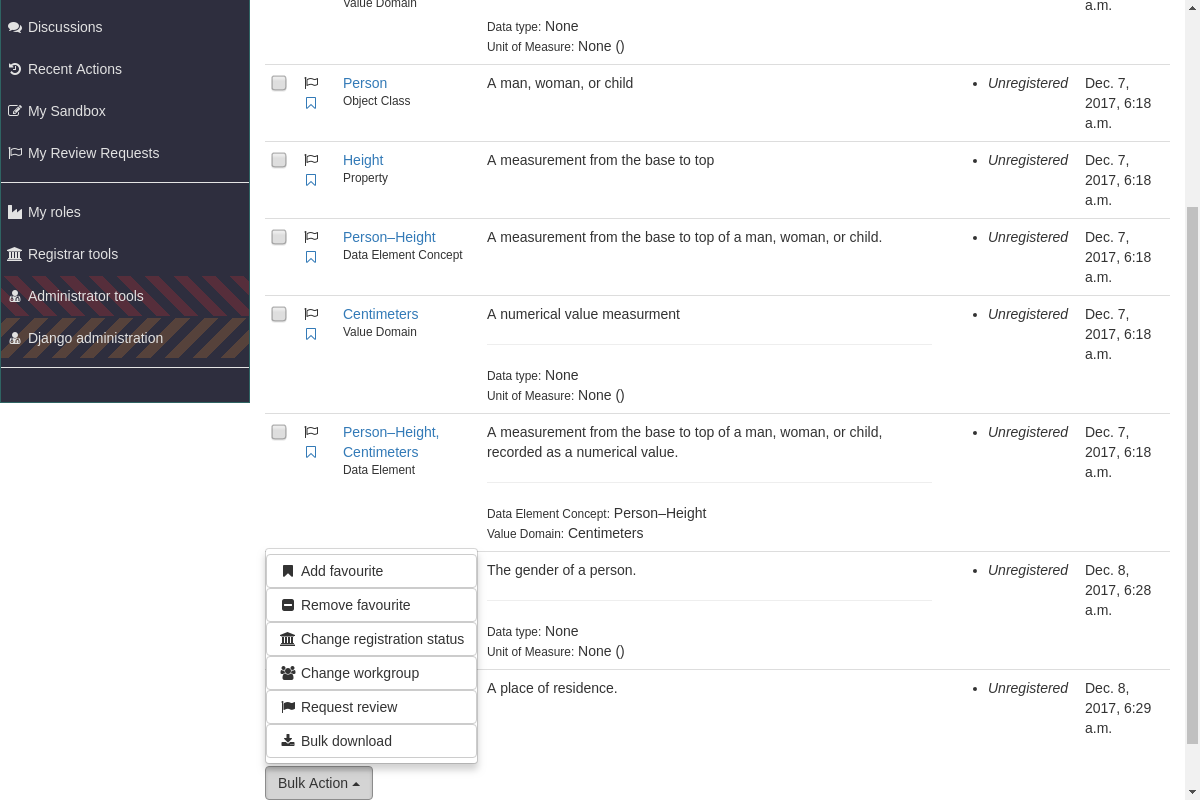 Discussions
Recent Actions
My Sandbox
My Review Requests
My roles
Registrar tools
Administrator tools
Django administration
Value Domain
a.m.
Data type: None
Unit of Measure: None ()
Person
Object Class
A man, woman, or child
• Unregistered
Dec. 7,
2017, 6:18
a.m.
Height
Property
A measurement from the base to top
• Unregistered
Dec. 7,
2017, 6:18
a.m.
Person–Height
Data Element Concept
A measurement from the base to top of a man, woman, or child.
• Unregistered
Dec. 7,
2017, 6:18
a.m.
Centimeters
Value Domain
A numerical value measurment
Data type: None
Unit of Measure: None ()
• Unregistered
Dec. 7,
2017, 6:18
a.m.
Person–Height,
Centimeters
Data Element
A measurement from the base to top of a man, woman, or child,
recorded as a numerical value.
Data Element Concept: Person–Height
Value Domain: Centimeters
• Unregistered
Dec. 7,
2017, 6:18
a.m.
The gender of a person.
Data type: None
Unit of Measure: None ()
• Unregistered
Dec. 8,
2017, 6:28
a.m.
A place of residence.
• Unregistered
Dec. 8,
2017, 6:29
a.m.
Add favourite
Remove favourite
Change registration status
Change workgroup
Request review
Bulk download
Bulk Action